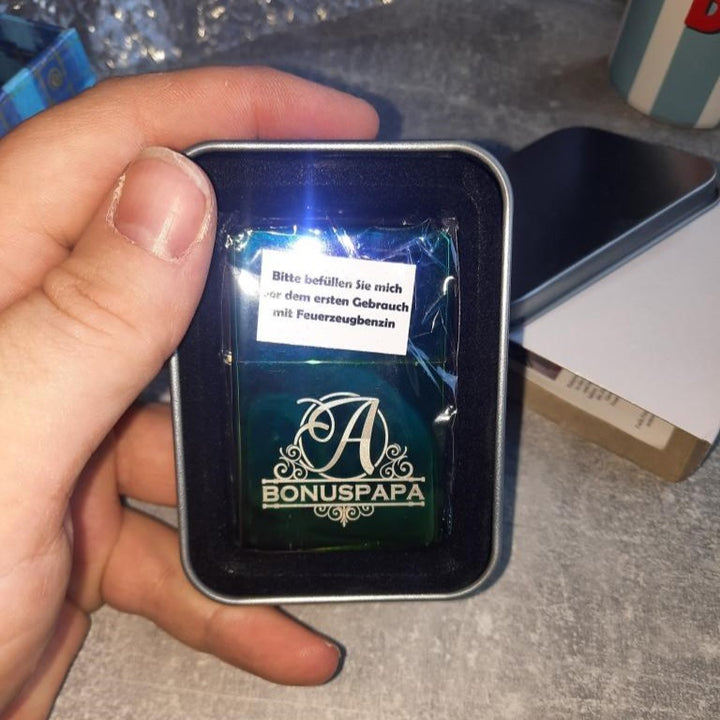 Bitte befüllen Sie mich
vor dem ersten Gebrauch
mit Feuerzeugbenzin
A
BONUSPAPA